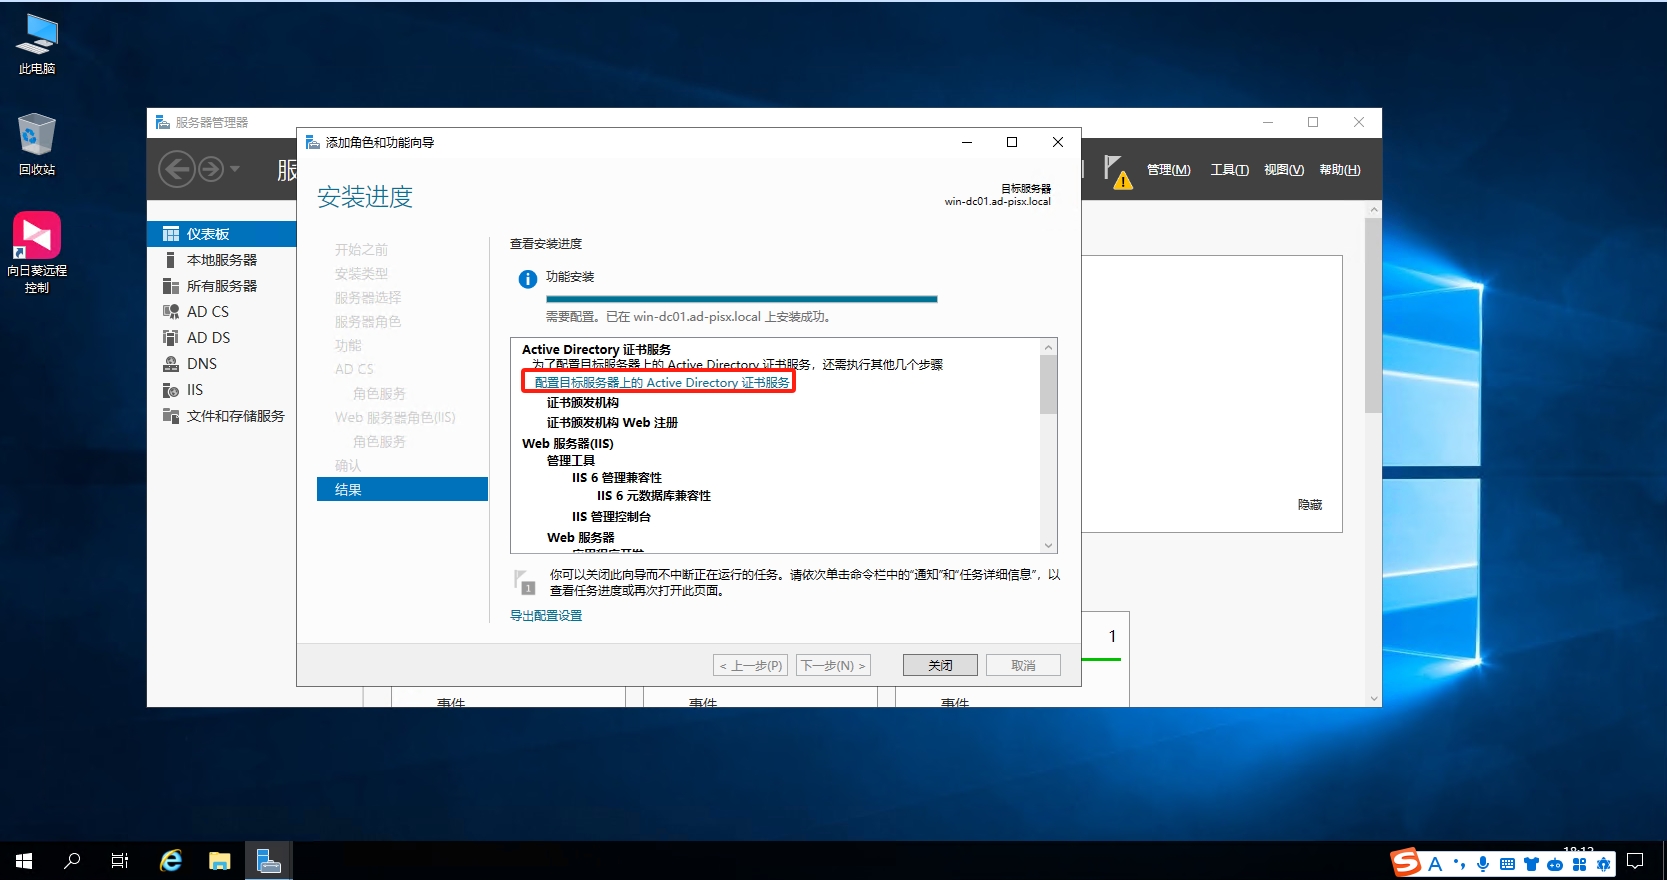 此电脑
回收站
向日葵远程
控制
服务器管理器
服
管理(M)
工具(T)
视图(V)
帮助(H)
仪表板
本地服务器
所有服务器
AD CS
AD DS
DNS
IIS
文件和存储服务
添加角色和功能向导
安装进度
目标服务器
win-dc01.ad-pisx.local
开始之前
安装类型
服务器选择
服务器角色
功能
AD CS
角色服务
Web 服务器角色(IIS)
角色服务
确认
结果
查看安装进度
功能安装
需要配置。已在 win-dc01.ad-pisx.local 上安装成功。
Active Directory 证书服务
为了配置目标服务器上的 Active Directory 证书服务，还需执行其他几个步骤
配置目标服务器上的 Active Directory 证书服务
证书颁发机构
证书颁发机构 Web 注册
Web 服务器(IIS)
管理工具
IIS 6 管理兼容性
IIS 6 元数据库兼容性
IIS 管理控制台
Web 服务器
应用程序开发
1
你可以关闭此向导而不中断正在运行的任务。请依次单击命令栏中的“通知”和“任务详细信息”，以
查看任务进度或再次打开此页面。
导出配置设置
< 上一步(P)
下一步(N) >
关闭
取消
隐藏
1
事件
事件
事件
18:12